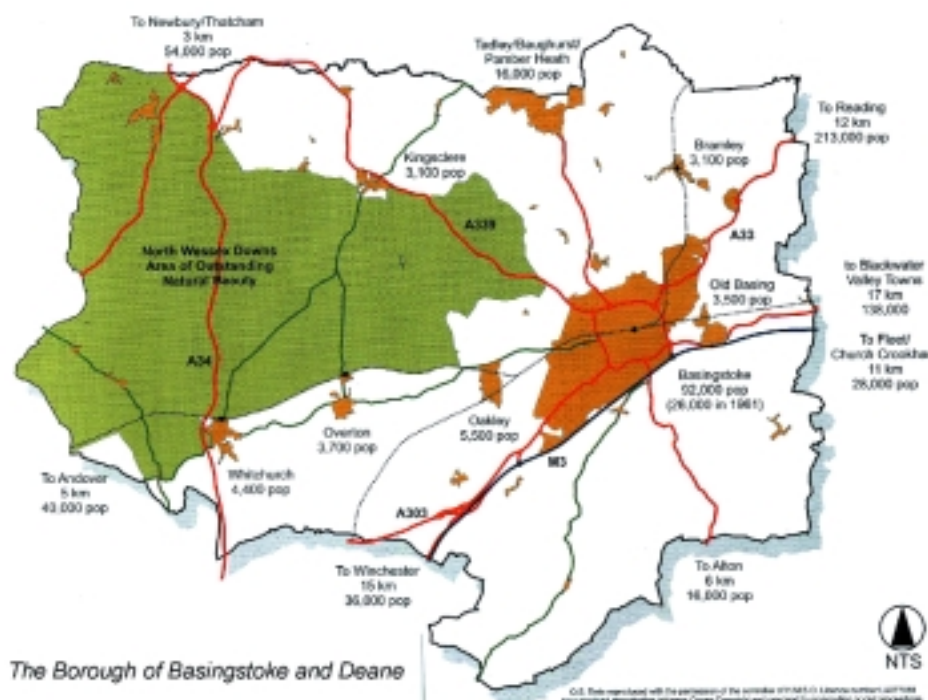 To Newbury/Thatcham
3 km
54,000 pop
Tadley/Baughurst/
Pamber Heath
16,000 pop
To Reading
12 km
213,000 pop
Bramley
3,100 pop
Kingsclere
3,100 pop
A339
A33
North Wessex Downs
Area of Outstanding
Natural Beauty
Old Basing
3,500 pop
to Blackwater
Valley Towns
17 km
138,000
To Fleet/
Church Crookha
11 km
28,000 pop
A34
Basingstoke
92,000 pop
(26,000 in 1961)
Oakley
5,500 pop
Overton
3,700 pop
M3
Whitchurch
4,400 pop
To Andover
5 km
40,000 pop
A303
To Winchester
15 km
36,000 pop
To Alton
6 km
16,000 pop
The Borough of Basingstoke and Deane
NTS